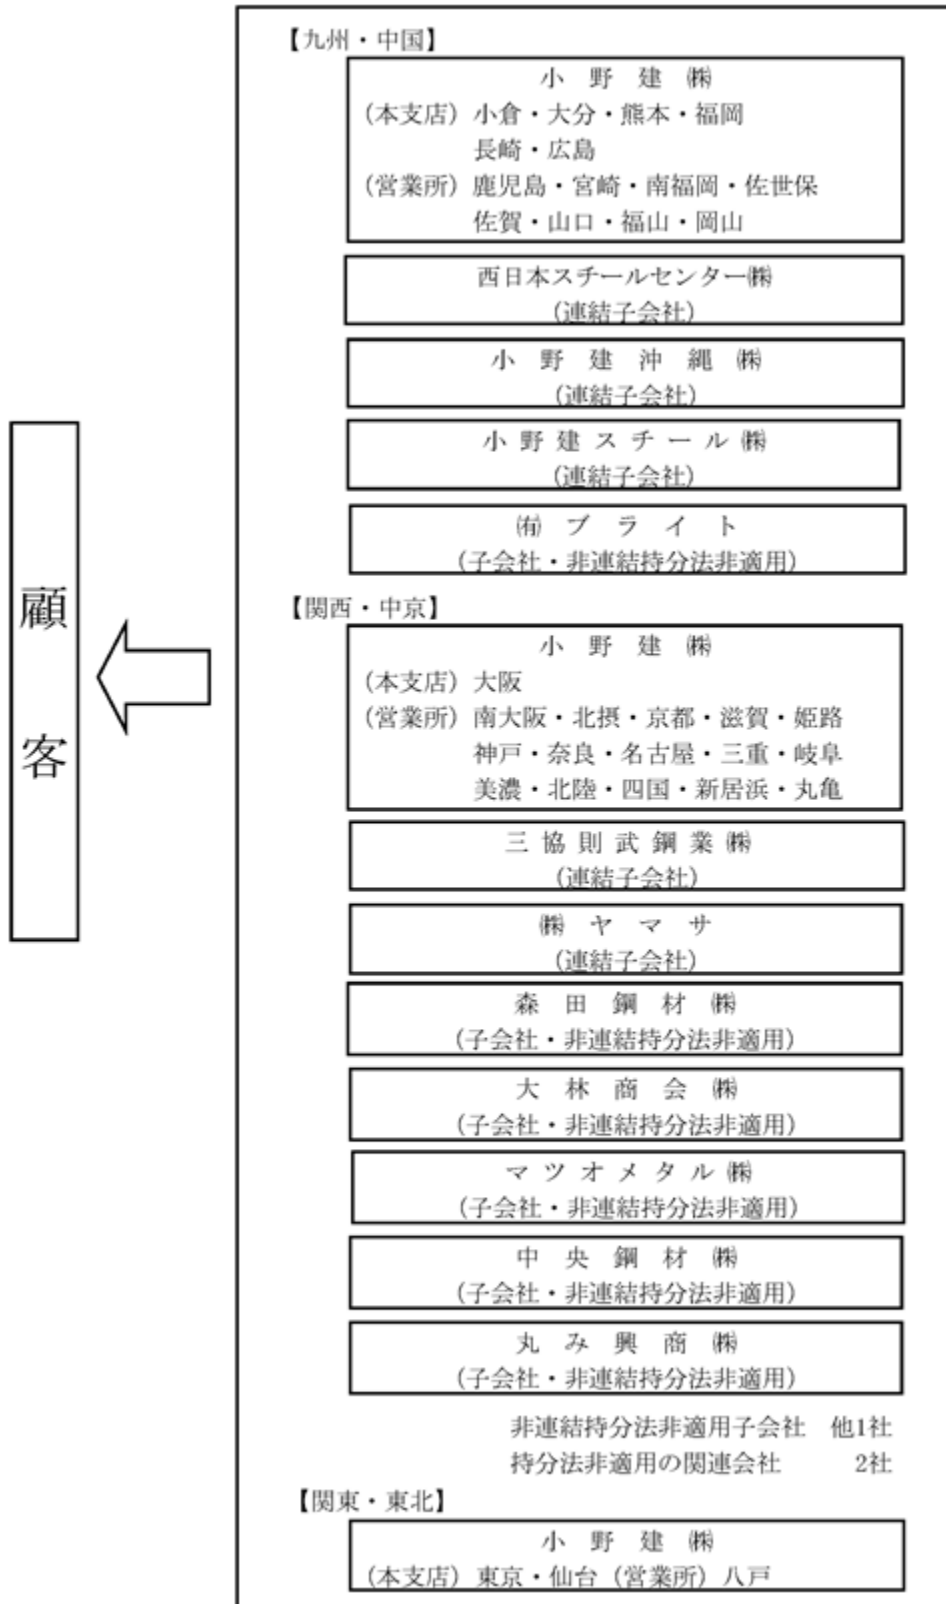 【九州・中国】
小野建㈱
(本支店) 小倉・大分・熊本・福岡
長崎・広島
(営業所) 鹿児島・宮崎・南福岡・佐世保
佐賀・山口・福山・岡山
西日本スチールセンター㈱
(連結子会社)
小野建沖縄㈱
(連結子会社)
小野建スチール㈱
(連結子会社)
㈲ブライト
(子会社・非連結持分法非適用)
顧客
【関西・中京】
小野建㈱
(本支店) 大阪
(営業所) 南大阪・北摂・京都・滋賀・姫路
神戸・奈良・名古屋・三重・岐阜
美濃・北陸・四国・新居浜・丸亀
三協則武鋼業㈱
(連結子会社)
㈱ヤマサ
(連結子会社)
森田鋼材㈱
(子会社・非連結持分法非適用)
大林商会㈱
(子会社・非連結持分法非適用)
マツオメタル㈱
(子会社・非連結持分法非適用)
中央鋼材㈱
(子会社・非連結持分法非適用)
丸み興商㈱
(子会社・非連結持分法非適用)
非連結持分法非適用子会社 他1社
持分法非適用の関連会社 2社
【関東・東北】
小野建㈱
(本支店) 東京・仙台 (営業所) 八戸